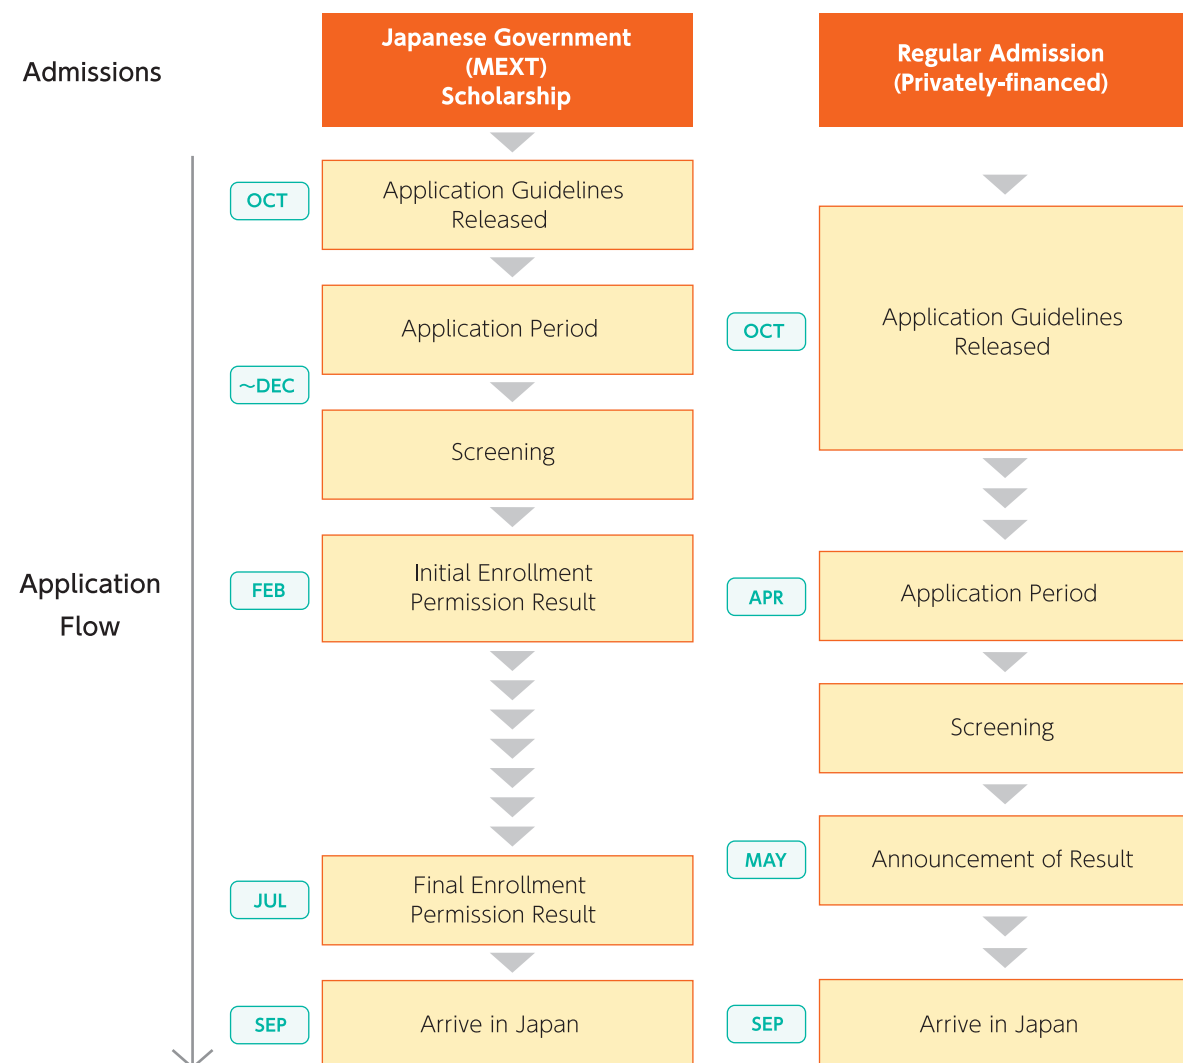 Admissions
Japanese Government
(MEXT)
Scholarship
Regular Admission
(Privately-financed)
Application
Flow
OCT
Application Guidelines
Released
Application Period
~DEC
Screening
FEB
Initial Enrollment
Permission Result
JUL
Final Enrollment
Permission Result
SEP
Arrive in Japan
OCT
Application Guidelines
Released
APR
Application Period
Screening
MAY
Announcement of Result
SEP
Arrive in Japan